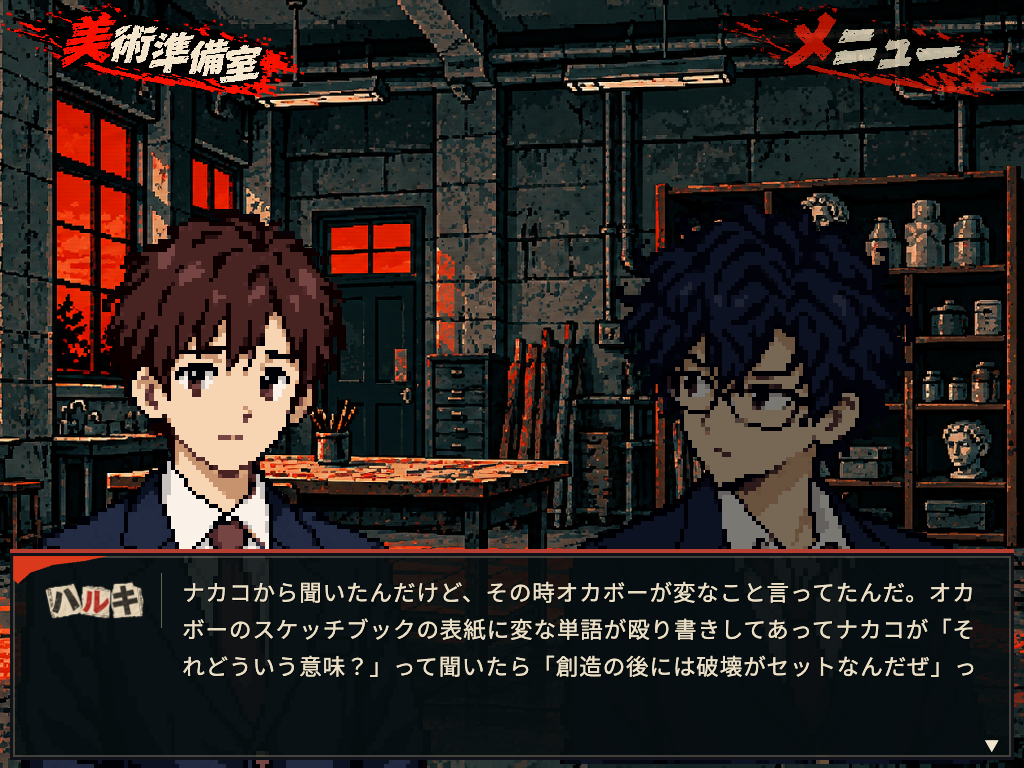 美術準備室
メニュー
ハルキ
ナカコから聞いたんだけど、その時オカボーが変なこと言ってたんだ。オカ
ボーのスケッチブックの表紙に変な単語が殴り書きしてあってナカコが「そ
れどういう意味？」って聞いたら「創造の後には破壊がセットなんだぜ」っ